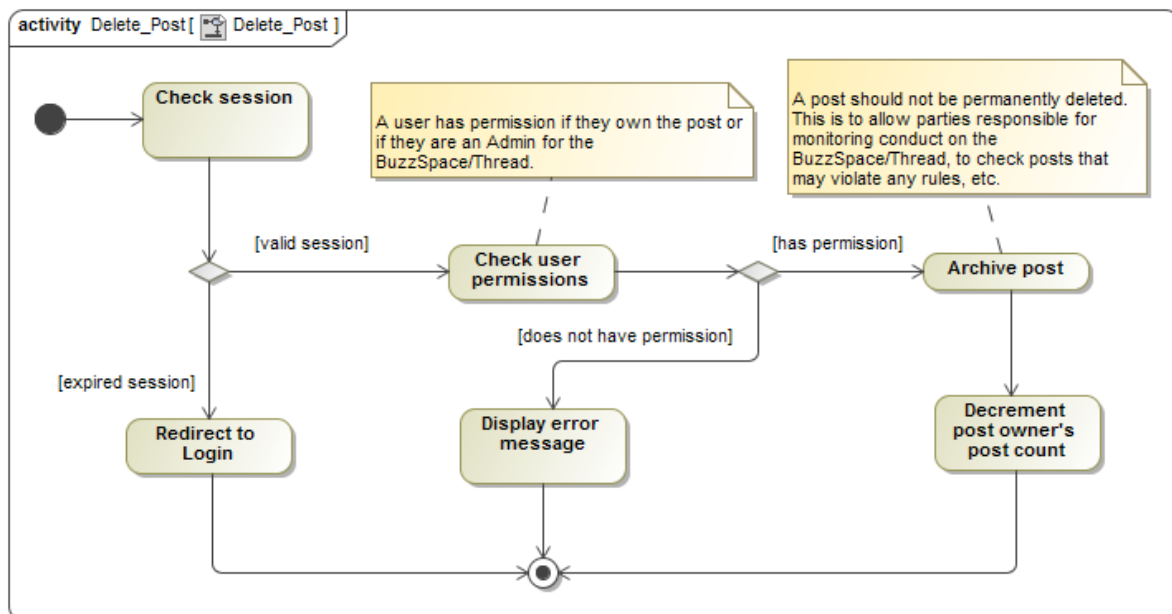 activity Delete_Post [ Delete_Post ]
Check session
A user has permission if they own the post or
if they are an Admin for the
BuzzSpace/Thread.
A post should not be permanently deleted.
This is to allow parties responsible for
monitoring conduct on the
BuzzSpace/Thread, to check posts that
may violate any rules, etc.
[valid session]
Check user
permissions
[has permission]
Archive post
[does not have permission]
[expired session]
Redirect to
Login
Display error
message
Decrement
post owner's
post count